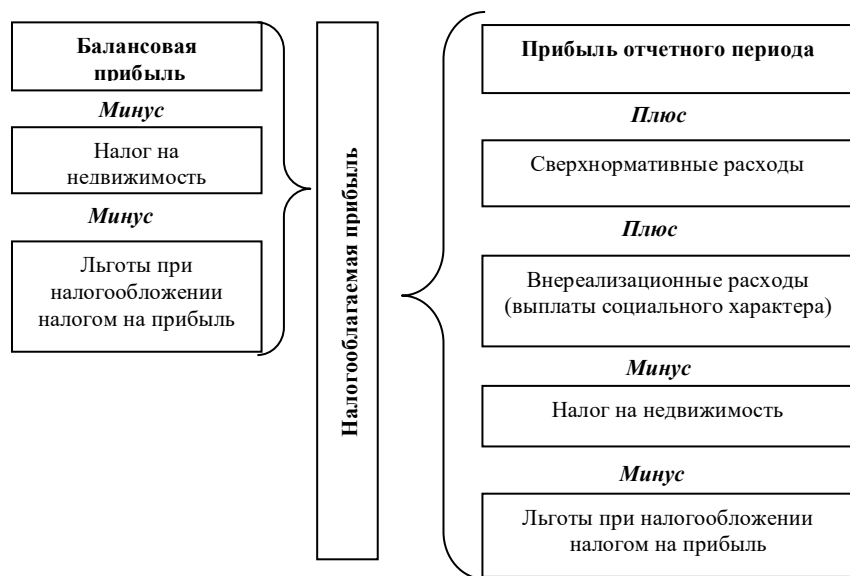 Балансовая
прибыль
Минус
Налог на
недвижимость
Минус
Льготы при
налогообложении
налогом на прибыль
Налогооблагаемая прибыль
Прибыль отчетного периода
Плюс
Сверхнормативные расходы
Плюс
Внереализационные расходы
(выплаты социального характера)
Минус
Налог на недвижимость
Минус
Льготы при налогообложении
налогом на прибыль